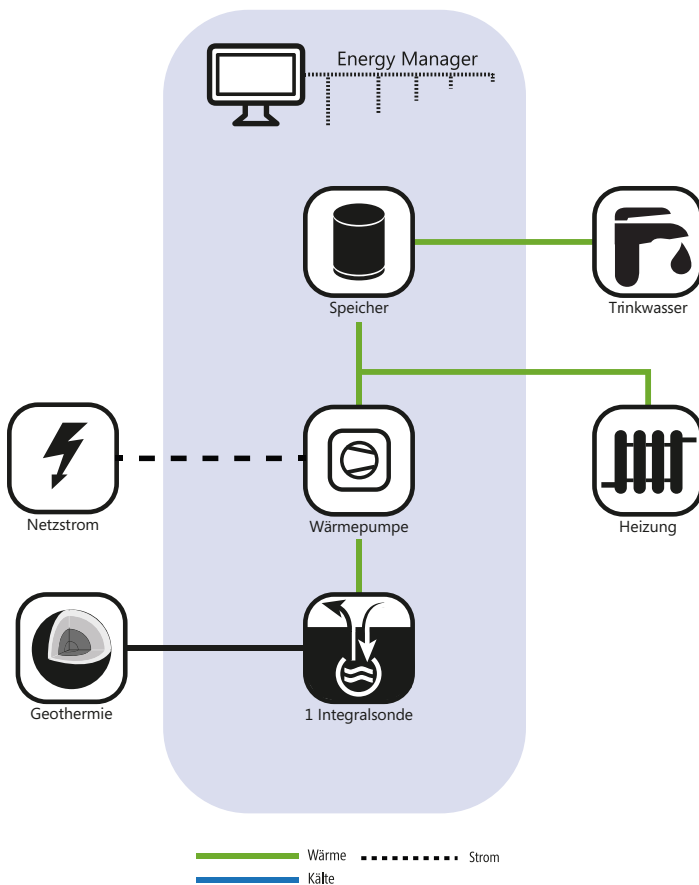 Energy Manager
Speicher
Trinkwasser
Netzstrom
Wärmepumpe
Heizung
Geothermie
1 Integralsonde
Wärme
Strom
Kälte